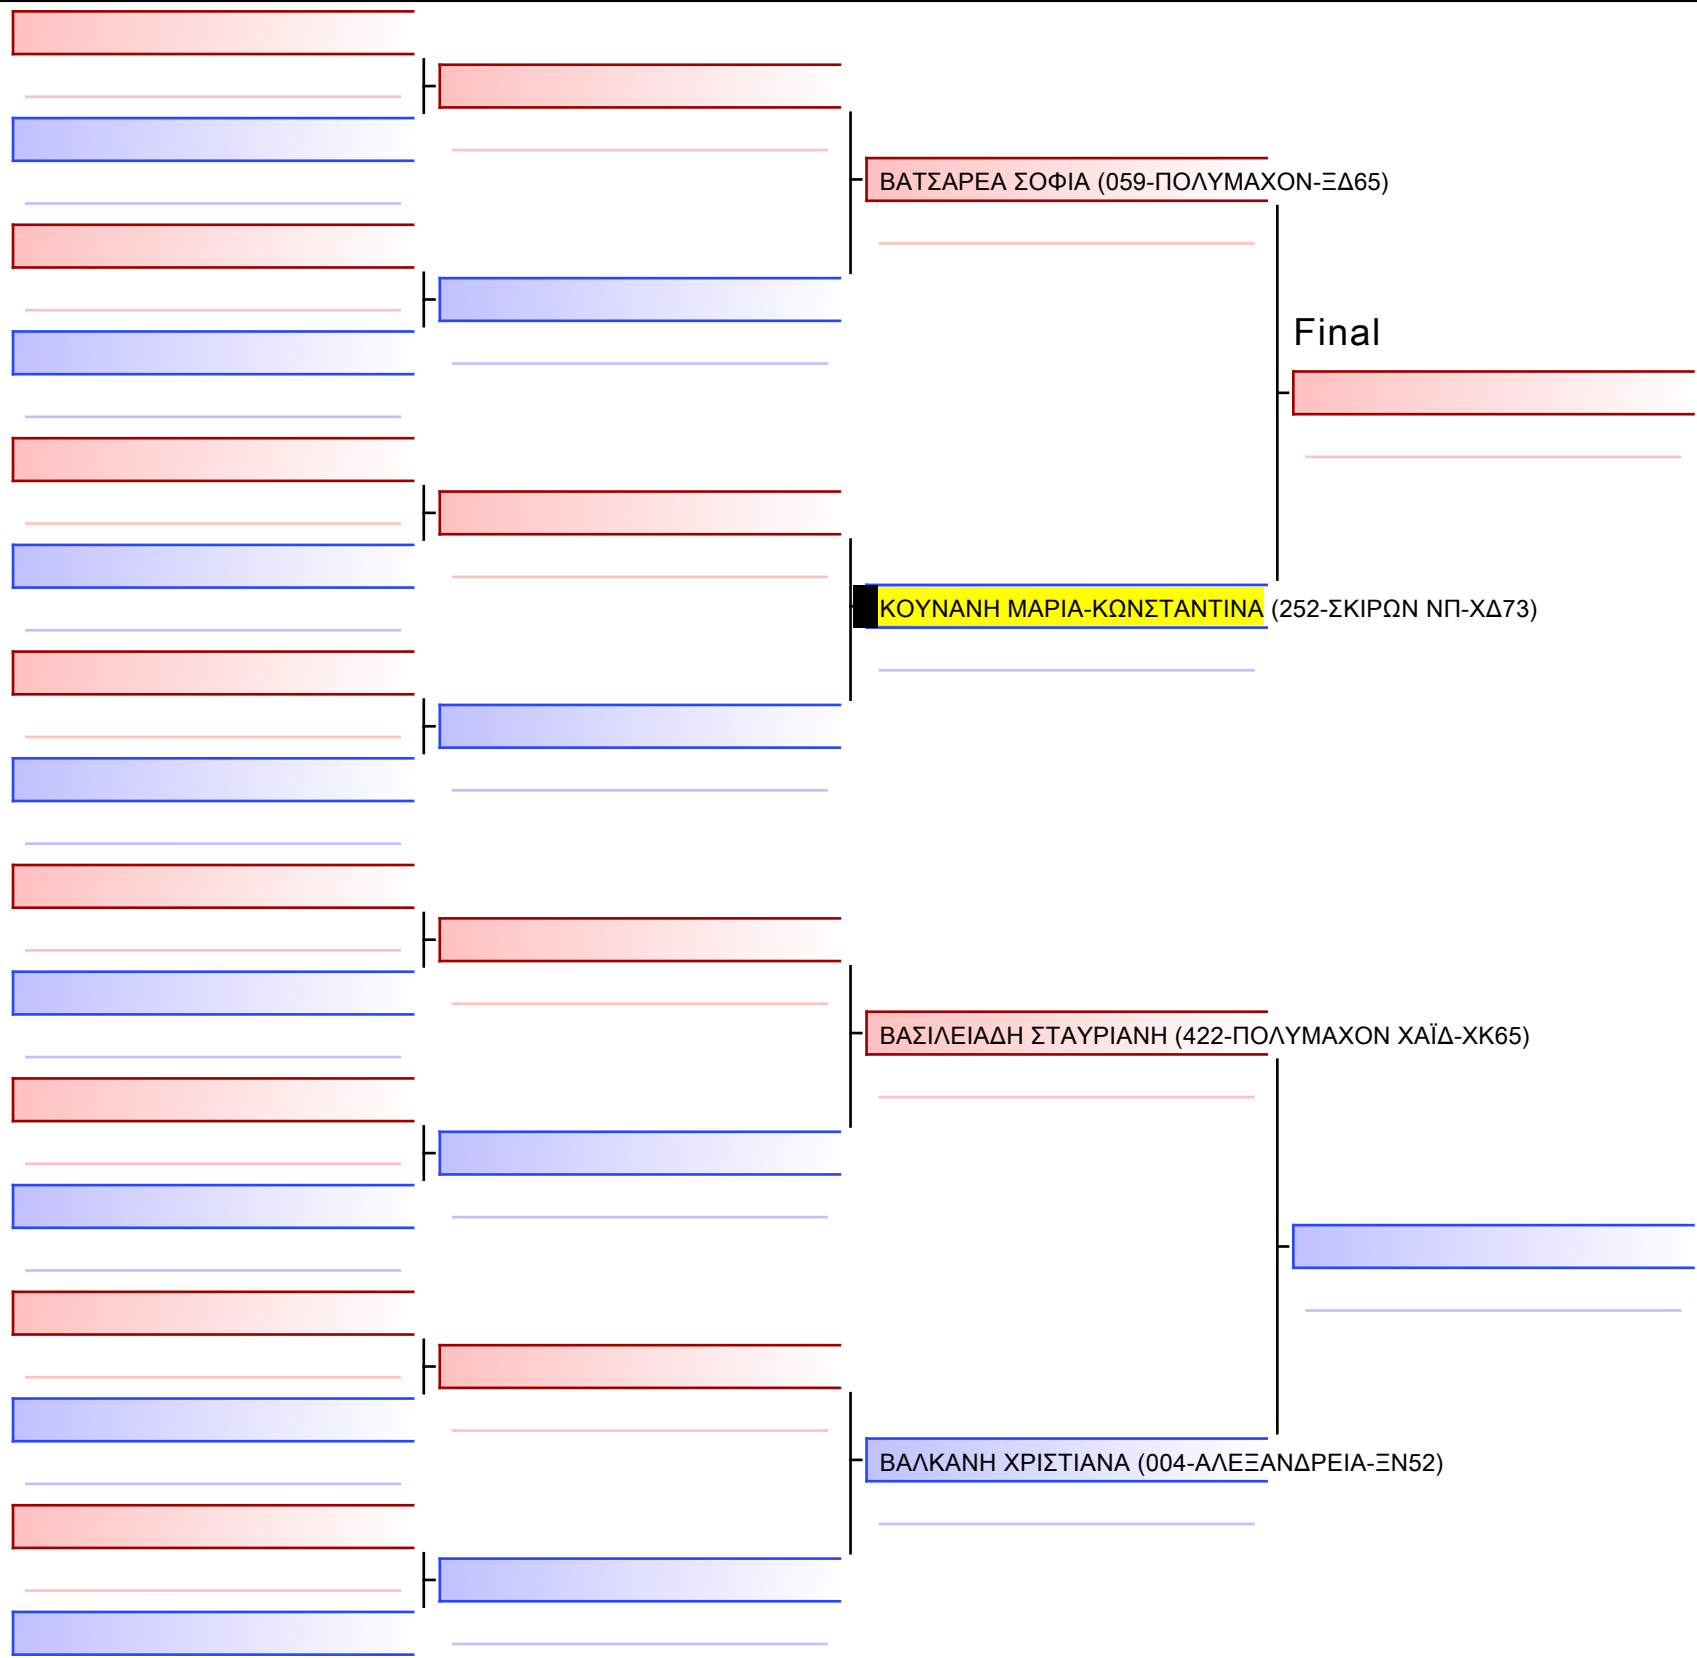 ΒΑΤΣΑΡΕΑ ΣΟΦΙΑ (059-ΠΟΛΥΜΑΧΟΝ-ΞΔ65)
Final
ΚΟΥΝΑΝΗ ΜΑΡΙΑ-ΚΩΝΣΤΑΝΤΙΝΑ (252-ΣΚΙΡΩΝ ΝΠ-ΧΔ73)
ΒΑΣΙΛΕΙΑΔΗ ΣΤΑΥΡΙΑΝΗ (422-ΠΟΛΥΜΑΧΟΝ ΧΑΪΔ-ΧΚ65)
ΒΑΛΚΑΝΗ ΧΡΙΣΤΙΑΝΑ (004-ΑΛΕΞΑΝΔΡΕΙΑ-ΞΝ52)